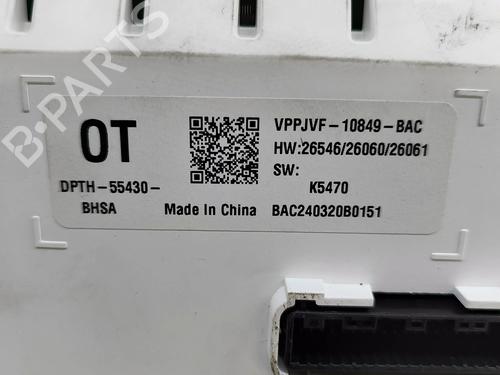 OT
DPTH-55430-
BHSA
VPPJVF-10849-BAC
HW:26546/26060/26061
SW:
K5470
Made In China
BAC240320B0151
B-Parts